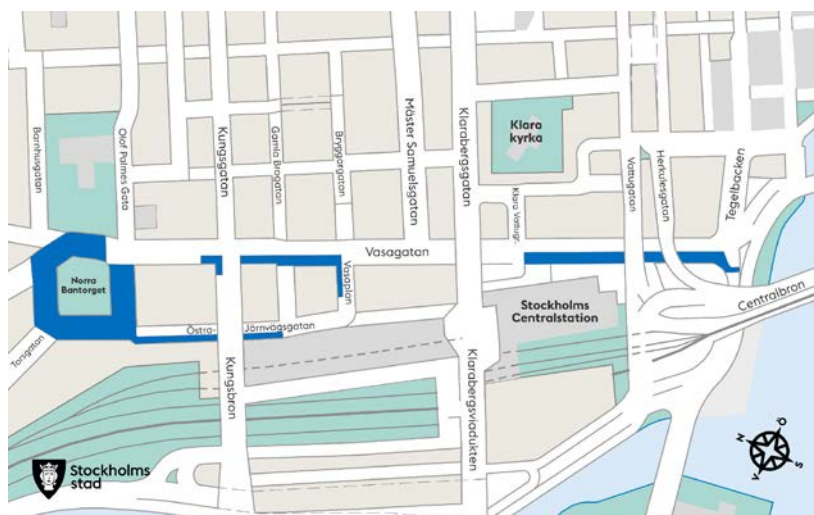 Barnhusgatan
Olof Palmes Gata
Kungsgatan
Gamla Brogatan
Bryggargatan
Mäster Samuelsgatan
Klarabergsgatan
Klara
kyrka
Klara Vattugr.
Vattugatan
Herkulesgatan
Tegelbacken
Vasagatan
Norra
Bantorget
Vasaplan
Torsgatan
Östra Järnvägsgatan
Stockholms
Centralstation
Centralbron
Kungsbron
Klarabergsviadukten
Stockholms
stad
N
Ö
S
V